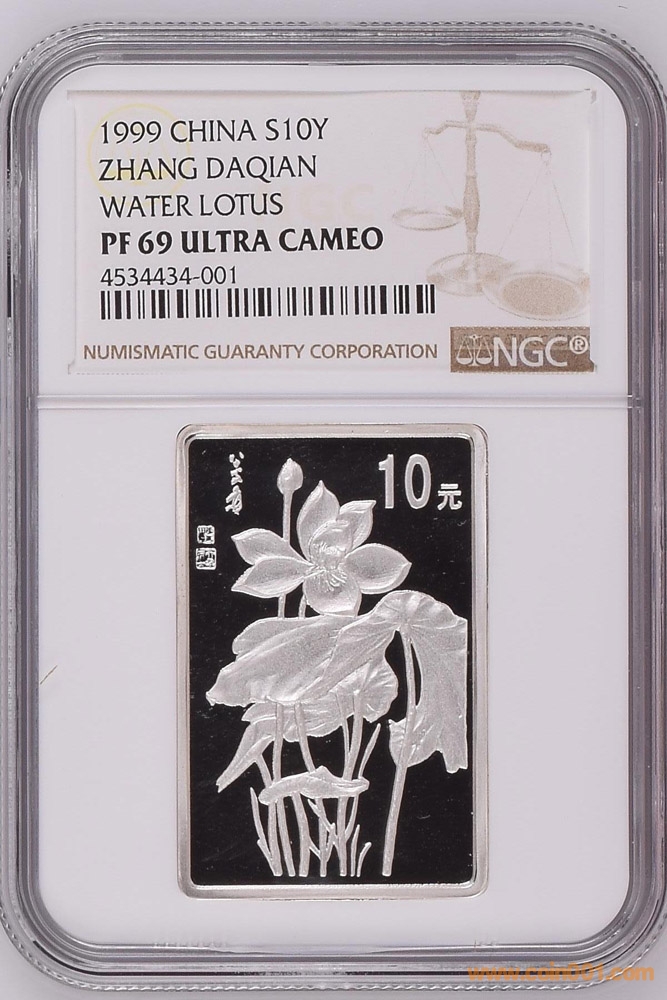 1999 CHINA S10Y
ZHANG DAQIAN
WATER LOTUS
PF 69 ULTRA CAMEO
4534434-001
NUMISMATIC GUARANTY CORPORATION
NGC®
10元
www.coin001.com